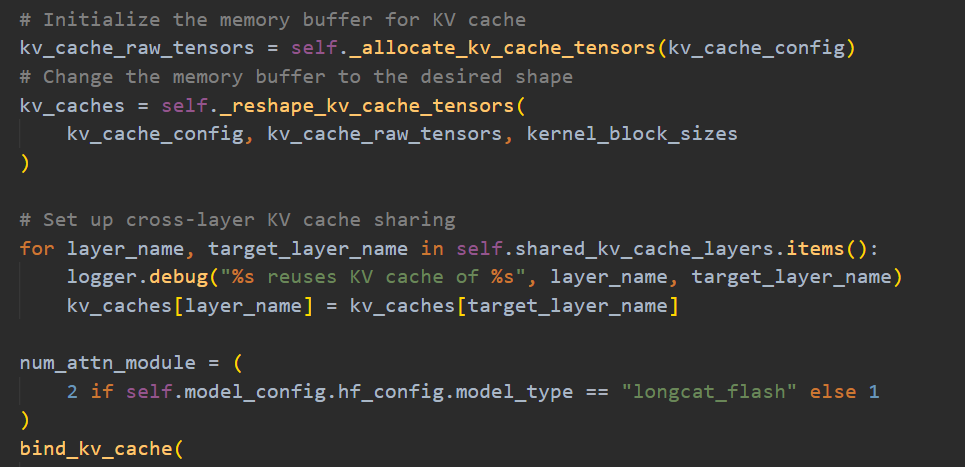 # Initialize the memory buffer for KV cache
kv_cache_raw_tensors = self._allocate_kv_cache_tensors(kv_cache_config)
# Change the memory buffer to the desired shape
kv_caches = self._reshape_kv_cache_tensors(
    kv_cache_config, kv_cache_raw_tensors, kernel_block_sizes
)

# Set up cross-layer KV cache sharing
for layer_name, target_layer_name in self.shared_kv_cache_layers.items():
    logger.debug("%s reuses KV cache of %s", layer_name, target_layer_name)
    kv_caches[layer_name] = kv_caches[target_layer_name]

num_attn_module = (
    2 if self.model_config.hf_config.model_type == "longcat_flash" else 1
)
bind_kv_cache(